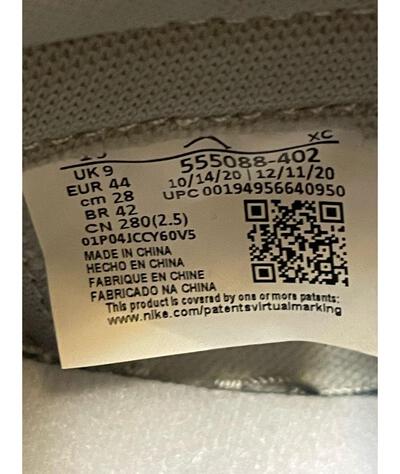 XC
555088-402
UK 9
10/14/20 | 12/11/20
EUR 44
UPC 00194956640950
cm 28
BR 42
CN 280(2.5)
01P04JCCY60V5
MADE IN CHINA
HECHO EN CHINA
FABRIQUE EN CHINE
FABRICADO NA CHINA
This product is covered by one or more patents:
www.nike.com/patentsvirtualmarking